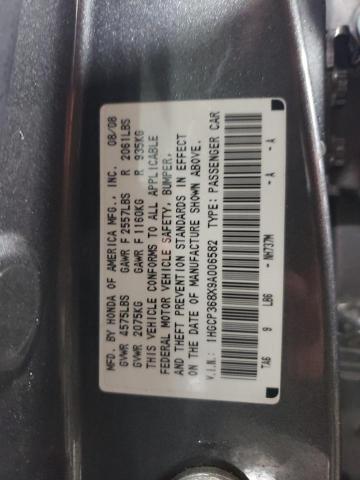 MFD. BY HONDA OF AMERICA MFG., INC. 08/08
GVWR 4575LBS GAWR F 2557LBS R 2061LBS
GVWR 2075KG GAWR F 1160KG R 935KG
THIS VEHICLE CONFORMS TO ALL APPLICABLE
FEDERAL MOTOR VEHICLE SAFETY, BUMPER,
AND THEFT PREVENTION STANDARDS IN EFFECT
ON THE DATE OF MANUFACTURE SHOWN ABOVE.
V.I.N.: 1HGCP368X9A006582 TYPE: PASSENGER CAR
TA6 9 LBG NH737M - A - A